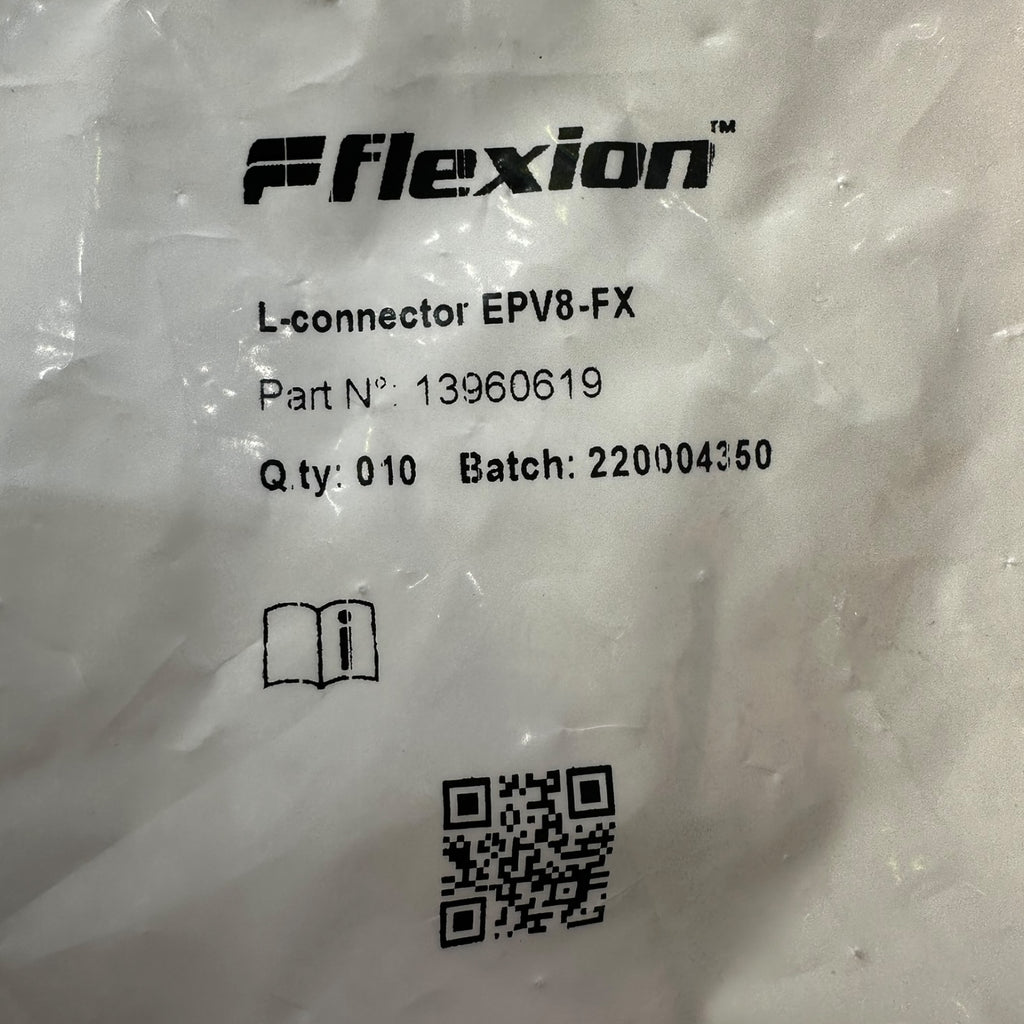 flexion™
L-connector EPV8-FX
Part N°: 13960619
Q.ty: 010 Batch: 220004350
i